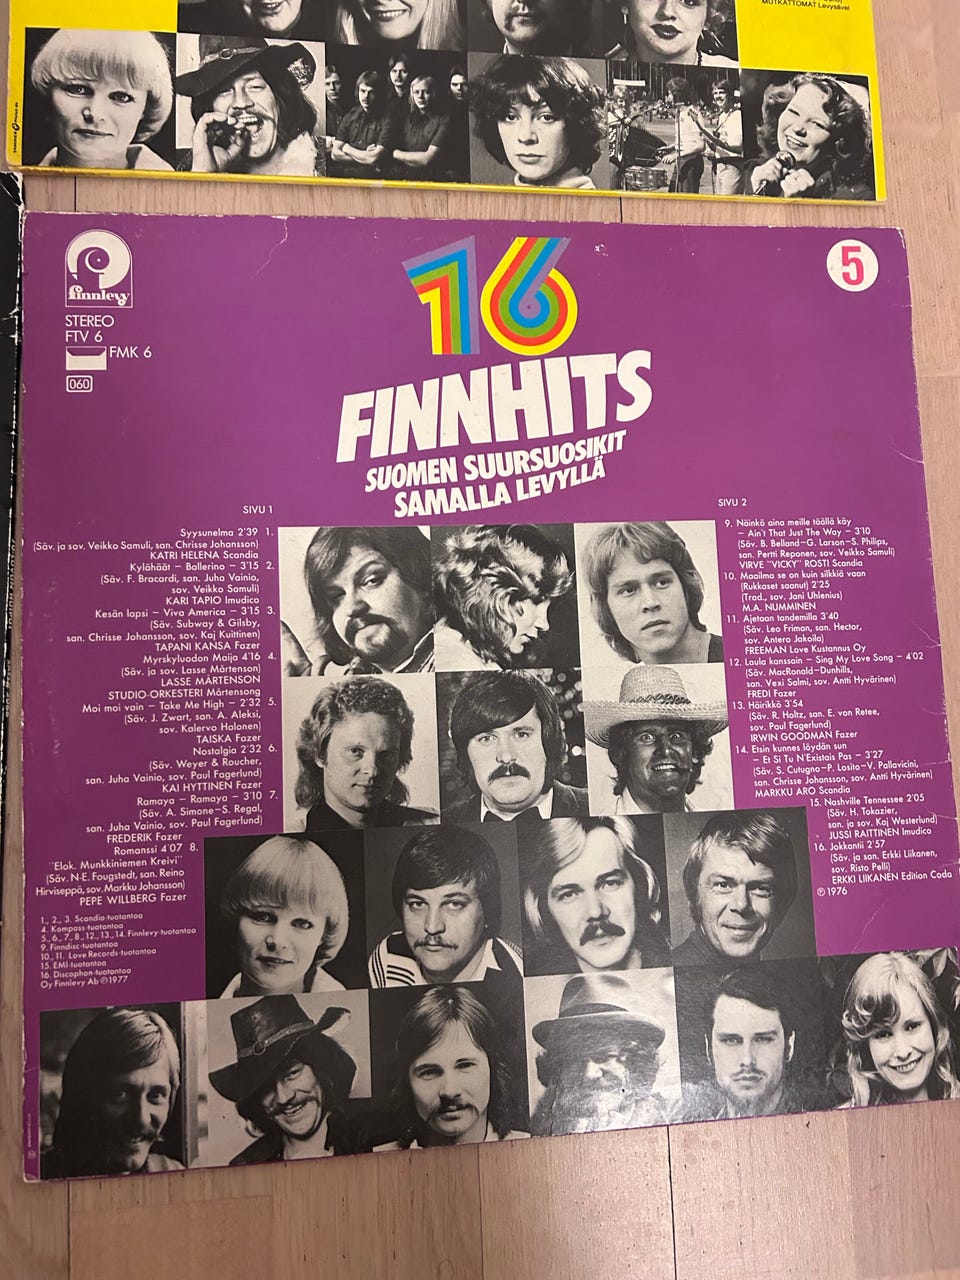 MUTKATTOMAT Levysävel
finnlevy
STEREO
FTV 6
FMK 6
060
5
16
FINNHITS
SUOMEN SUURSUOSIKIT
SAMALLA LEVYLLÄ
SIVU 1
Syysunelma 2'39 1.
(Säv. ja sov. Veikko Samuli, san. Chrisse Johansson)
KATRI HELENA Scandia
Kylähäät – Ballerino – 3'15 2.
(Säv. F. Bracardi, san. Juha Vainio,
sov. Veikko Samuli)
KARI TAPIO Imudico
Kesän lapsi – Viva America – 3'15 3.
(Säv. Subway & Gilsby,
san. Chrisse Johansson, sov. Kaj Kuittinen)
TAPANI KANSA Fazer
Myrskyluodon Maija 4'16 4.
(Säv. ja sov. Lasse Mårtenson)
LASSE MÅRTENSON
STUDIO-ORKESTERI Mårtensong
Moi moi vain – Take Me High – 2'32 5.
(Säv. J. Zwart, san. A. Aleksi,
sov. Kalervo Halonen)
TAISKA Fazer
Nostalgia 2'32 6.
(Säv. Weyer & Roucher,
san. Juha Vainio, sov. Paul Fagerlund)
KAI HYTTINEN Fazer
Ramaya – Ramaya – 3'10 7.
(Säv. A. Simone–S. Regal,
san. Juha Vainio, sov. Paul Fagerlund)
FREDERIK Fazer
Romanssi 4'07 8.
"Elok. Munkkiniemen Kreivi"
(Säv. N-E. Fougstedt, san. Reino
Hirviseppä, sov. Markku Johansson)
PEPE WILLBERG Fazer
1., 2., 3. Scandia-tuotantoa
4. Kompass-tuotantoa
5., 6., 7., 8., 12., 13., 14. Finnlevy-tuotantoa
9. Finndisc-tuotantoa
10., 11. Love Records-tuotantoa
15. EMI-tuotantoa
16. Discophon-tuotantoa
Oy Finnlevy Ab ℗ 1977
SIVU 2
9. Näinkö aina meille täällä käy
– Ain't That Just The Way – 3'10
(Säv. B. Belland–G. Larson–S. Philips,
san. Pertti Reponen, sov. Veikko Samuli)
VIRVE "VICKY" ROSTI Scandia
10. Maailma se on kuin silkkiä vaan
(Rukkaset saanut) 2'25
(Trad., sov. Jani Uhlenius)
M.A. NUMMINEN
11. Ajetaan tandemilla 3'40
(Säv. Leo Friman, san. Hector,
sov. Antero Jakoila)
FREEMAN Love Kustannus Oy
12. Laula kanssain – Sing My Love Song – 4'02
(Säv. MacRonald–Dunhills,
san. Vexi Salmi, sov. Antti Hyvärinen)
FREDI Fazer
13. Häirikkö 3'54
(Säv. R. Holtz, san. E. von Retee,
sov. Paul Fagerlund)
IRWIN GOODMAN Fazer
14. Etsin kunnes löydän sun
– Et Si Tu N'Existais Pas – 3'27
(Säv. S. Cutugno–P. Losito–V. Pallavicini,
san. Chrisse Johansson, sov. Antti Hyvärinen)
MARKKU ARO Scandia
15. Nashville Tennessee 2'05
(Säv. H. Tokazier,
san. ja sov. Kaj Westerlund)
JUSSI RAITTINEN Imudico
16. Jokkantii 2'57
(Säv. ja san. Erkki Liikanen,
sov. Risto Pelli)
ERKKI LIIKANEN Edition Coda
℗ 1976